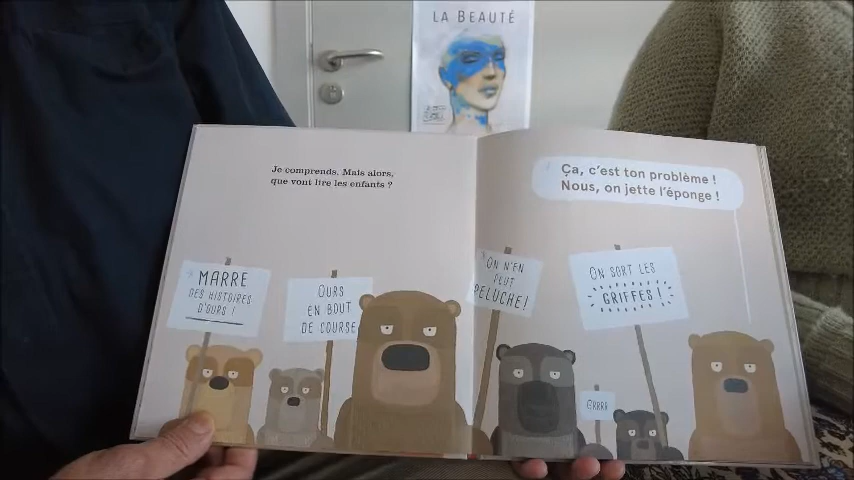 LA BEAUTÉ
Je comprends. Mais alors,
que vont lire les enfants ?
Ça, c'est ton problème !
Nous, on jette l'éponge !
MARRE
DES HISTOIRES
D'OURS !
OURS
EN BOUT
DE COURSE
ON N'EN
PEUT
PELUCHE !
ON SORT LES
GRIFFES !
GRRRR